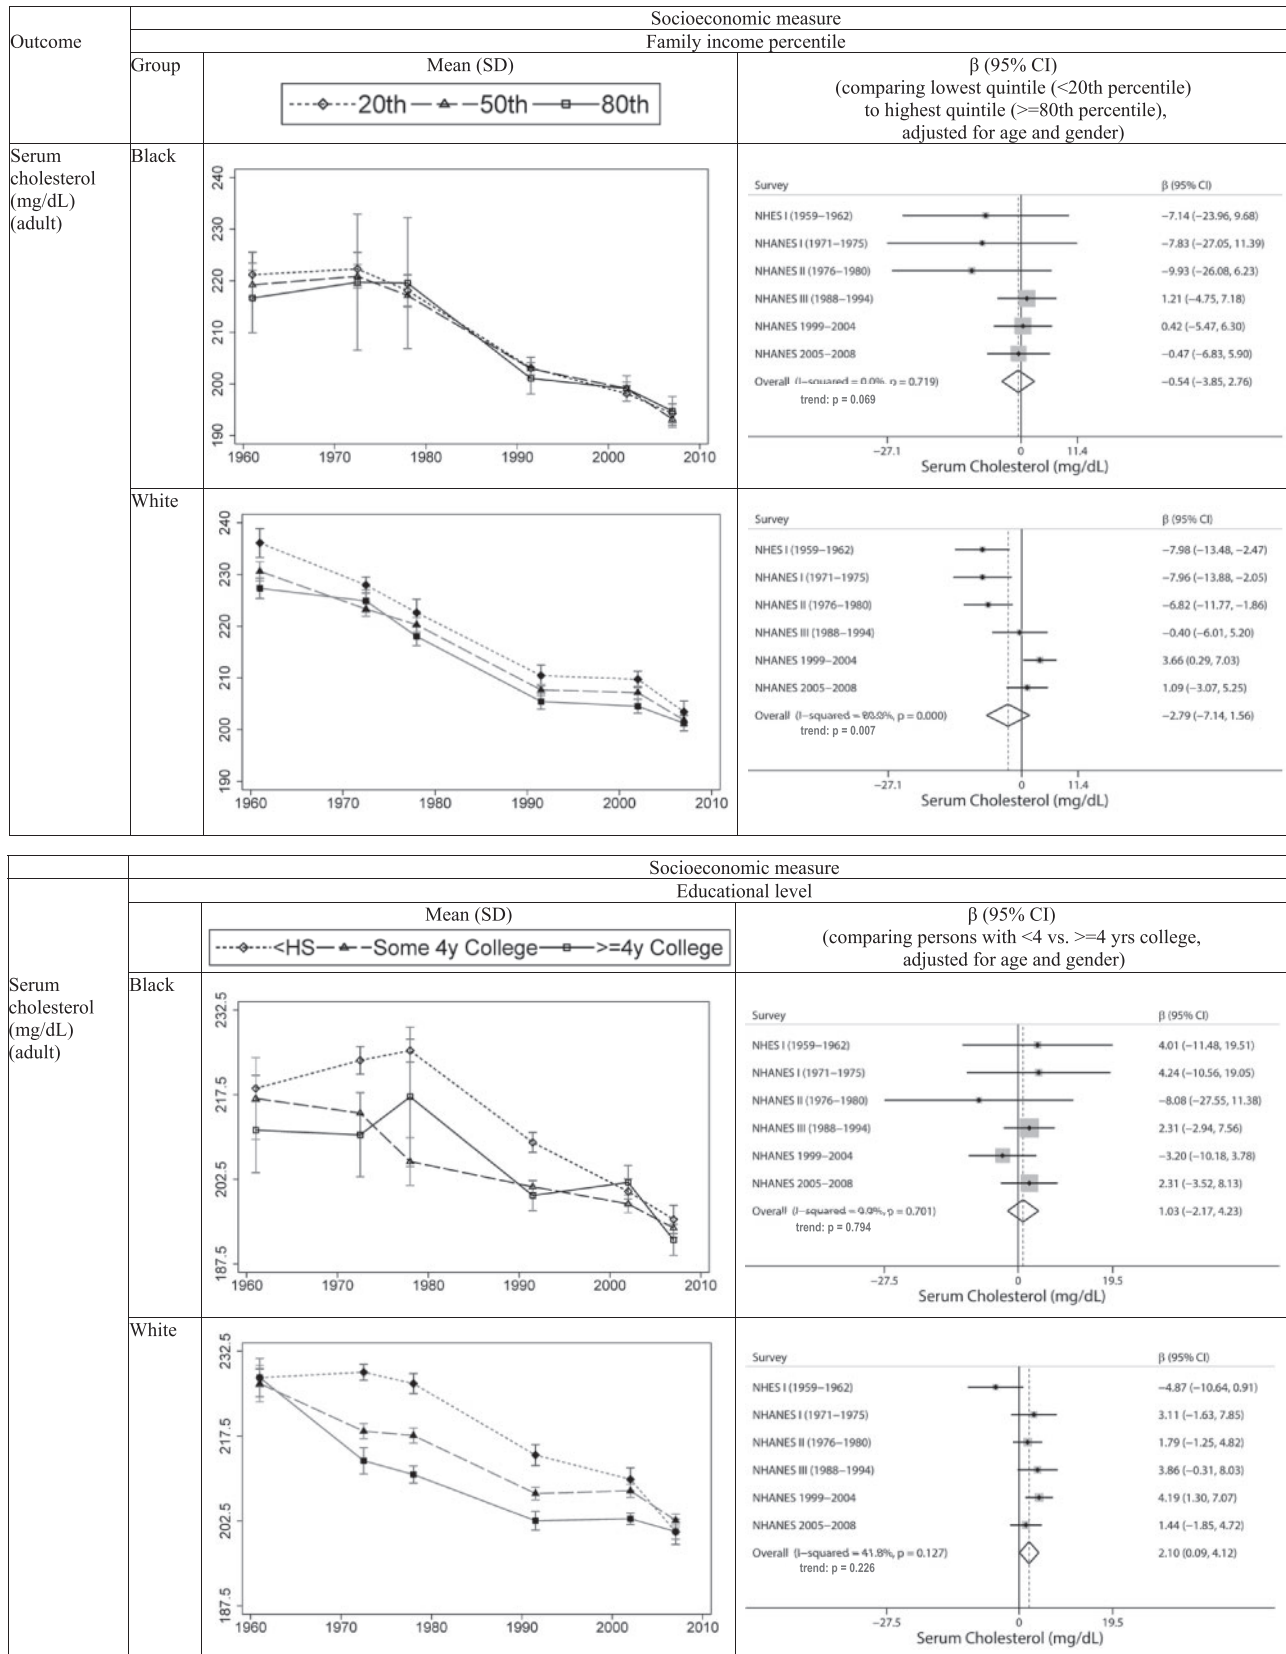 Socioeconomic measure
Outcome
Family income percentile
Group
Mean (SD)
β (95% CI)
(comparing lowest quintile (<20th percentile)
to highest quintile (>=80th percentile),
adjusted for age and gender)
20th 50th 80th
Serum
cholesterol
(mg/dL)
(adult)
Black
240
230
220
210
200
190
1960 1970 1980 1990 2000 2010
Survey β (95% CI)
NHES I (1959–1962) −7.14 (−23.96, 9.68)
NHANES I (1971–1975) −7.83 (−27.05, 11.39)
NHANES II (1976–1980) −9.93 (−26.08, 6.23)
NHANES III (1988–1994) 1.21 (−4.75, 7.18)
NHANES 1999–2004 0.42 (−5.47, 6.30)
NHANES 2005–2008 −0.47 (−6.83, 5.90)
Overall (I−squared = 0.0%, p = 0.719) −0.54 (−3.85, 2.76)
trend: p = 0.069
−27.1 0 11.4
Serum Cholesterol (mg/dL)
White
240
230
220
210
200
190
1960 1970 1980 1990 2000 2010
Survey β (95% CI)
NHES I (1959–1962) −7.98 (−13.48, −2.47)
NHANES I (1971–1975) −7.96 (−13.88, −2.05)
NHANES II (1976–1980) −6.82 (−11.77, −1.86)
NHANES III (1988–1994) −0.40 (−6.01, 5.20)
NHANES 1999–2004 3.66 (0.29, 7.03)
NHANES 2005–2008 1.09 (−3.07, 5.25)
Overall (I−squared = p = 0.000) −2.79 (−7.14, 1.56)
trend: p = 0.007
−27.1 0 11.4
Serum Cholesterol (mg/dL)
Socioeconomic measure
Educational level
Mean (SD)
β (95% CI)
(comparing persons with <4 vs. >=4 yrs college,
adjusted for age and gender)
<HS Some 4y College >=4y College
Serum
cholesterol
(mg/dL)
(adult)
Black
232.5
217.5
202.5
187.5
1960 1970 1980 1990 2000 2010
Survey β (95% CI)
NHES I (1959–1962) 4.01 (−11.48, 19.51)
NHANES I (1971–1975) 4.24 (−10.56, 19.05)
NHANES II (1976–1980) −8.08 (−27.55, 11.38)
NHANES III (1988–1994) 2.31 (−2.94, 7.56)
NHANES 1999–2004 −3.20 (−10.18, 3.78)
NHANES 2005–2008 2.31 (−3.52, 8.13)
Overall (I−squared = 0.0%, p = 0.701) 1.03 (−2.17, 4.23)
trend: p = 0.794
−27.5 0 19.5
Serum Cholesterol (mg/dL)
White
232.5
217.5
202.5
187.5
1960 1970 1980 1990 2000 2010
Survey β (95% CI)
NHES I (1959–1962) −4.87 (−10.64, 0.91)
NHANES I (1971–1975) 3.11 (−1.63, 7.85)
NHANES II (1976–1980) 1.79 (−1.25, 4.82)
NHANES III (1988–1994) 3.86 (−0.31, 8.03)
NHANES 1999–2004 4.19 (1.30, 7.07)
NHANES 2005–2008 1.44 (−1.85, 4.72)
Overall (I−squared = 41.8%, p = 0.127) 2.10 (0.09, 4.12)
trend: p = 0.226
−27.5 0 19.5
Serum Cholesterol (mg/dL)